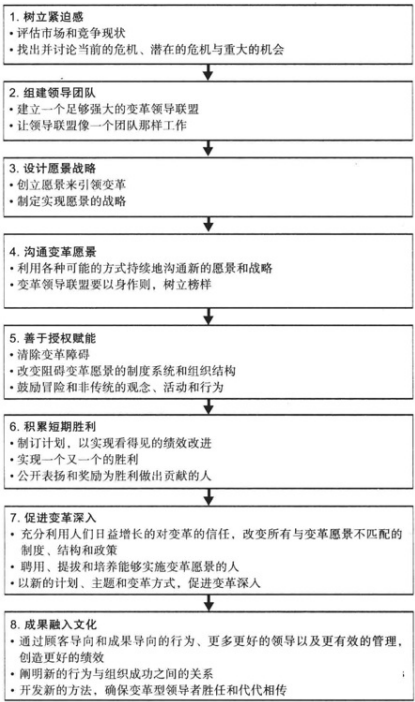 1. 树立紧迫感
• 评估市场和竞争现状
• 找出并讨论当前的危机、潜在的危机与重大的机会
2. 组建领导团队
• 建立一个足够强大的变革领导联盟
• 让领导联盟像一个团队那样工作
3. 设计愿景战略
• 创立愿景来引领变革
• 制定实现愿景的战略
4. 沟通变革愿景
• 利用各种可能的方式持续地沟通新的愿景和战略
• 变革领导联盟要以身作则，树立榜样
5. 善于授权赋能
• 清除变革障碍
• 改变阻碍变革愿景的制度系统和组织结构
• 鼓励冒险和非传统的观念、活动和行为
6. 积累短期胜利
• 制订计划，以实现看得见的绩效改进
• 实现一个又一个的胜利
• 公开表扬和奖励为胜利做出贡献的人
7. 促进变革深入
• 充分利用人们日益增长的对变革的信任，改变所有与变革愿景不匹配的
制度、结构和政策
• 聘用、提拔和培养能够实施变革愿景的人
• 以新的计划、主题和变革方式，促进变革深入
8. 成果融入文化
• 通过顾客导向和成果导向的行为、更多更好的领导以及更有效的管理，
创造更好的绩效
• 阐明新的行为与组织成功之间的关系
• 开发新的方法，确保变革型领导者胜任和代代相传